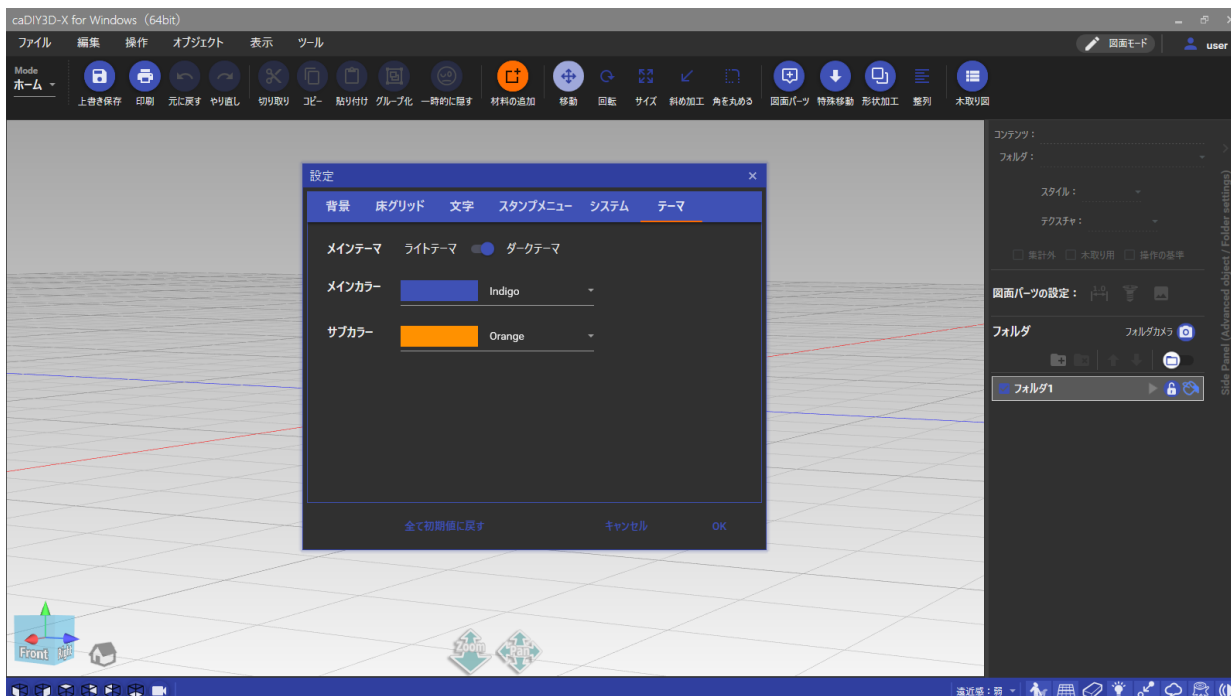 caDIY3D-X for Windows (64bit)
ファイル 編集 操作 オブジェクト 表示 ツール 図面モード user
Mode
ホーム
上書き保存 印刷 元に戻す やり直し 切り取り コピー 貼り付け グループ化 一時的に隠す 材料の追加 移動 回転 サイズ 斜め加工 角を丸める 図面パーツ 特殊移動 形状加工 整列 木取り図
コンテンツ：
フォルダ：
スタイル：
テクスチャ：
集計外 木取り用 操作の基準
図面パーツの設定： 1.0
フォルダ フォルダカメラ
フォルダ1
Side Panel (Advanced object / Folder settings)
設定
背景 床グリッド 文字 スタンプメニュー システム テーマ
メインテーマ ライトテーマ ダークテーマ
メインカラー Indigo
サブカラー Orange
全て初期値に戻す キャンセル OK
Front Right
Zoom Pan
遠近感：弱